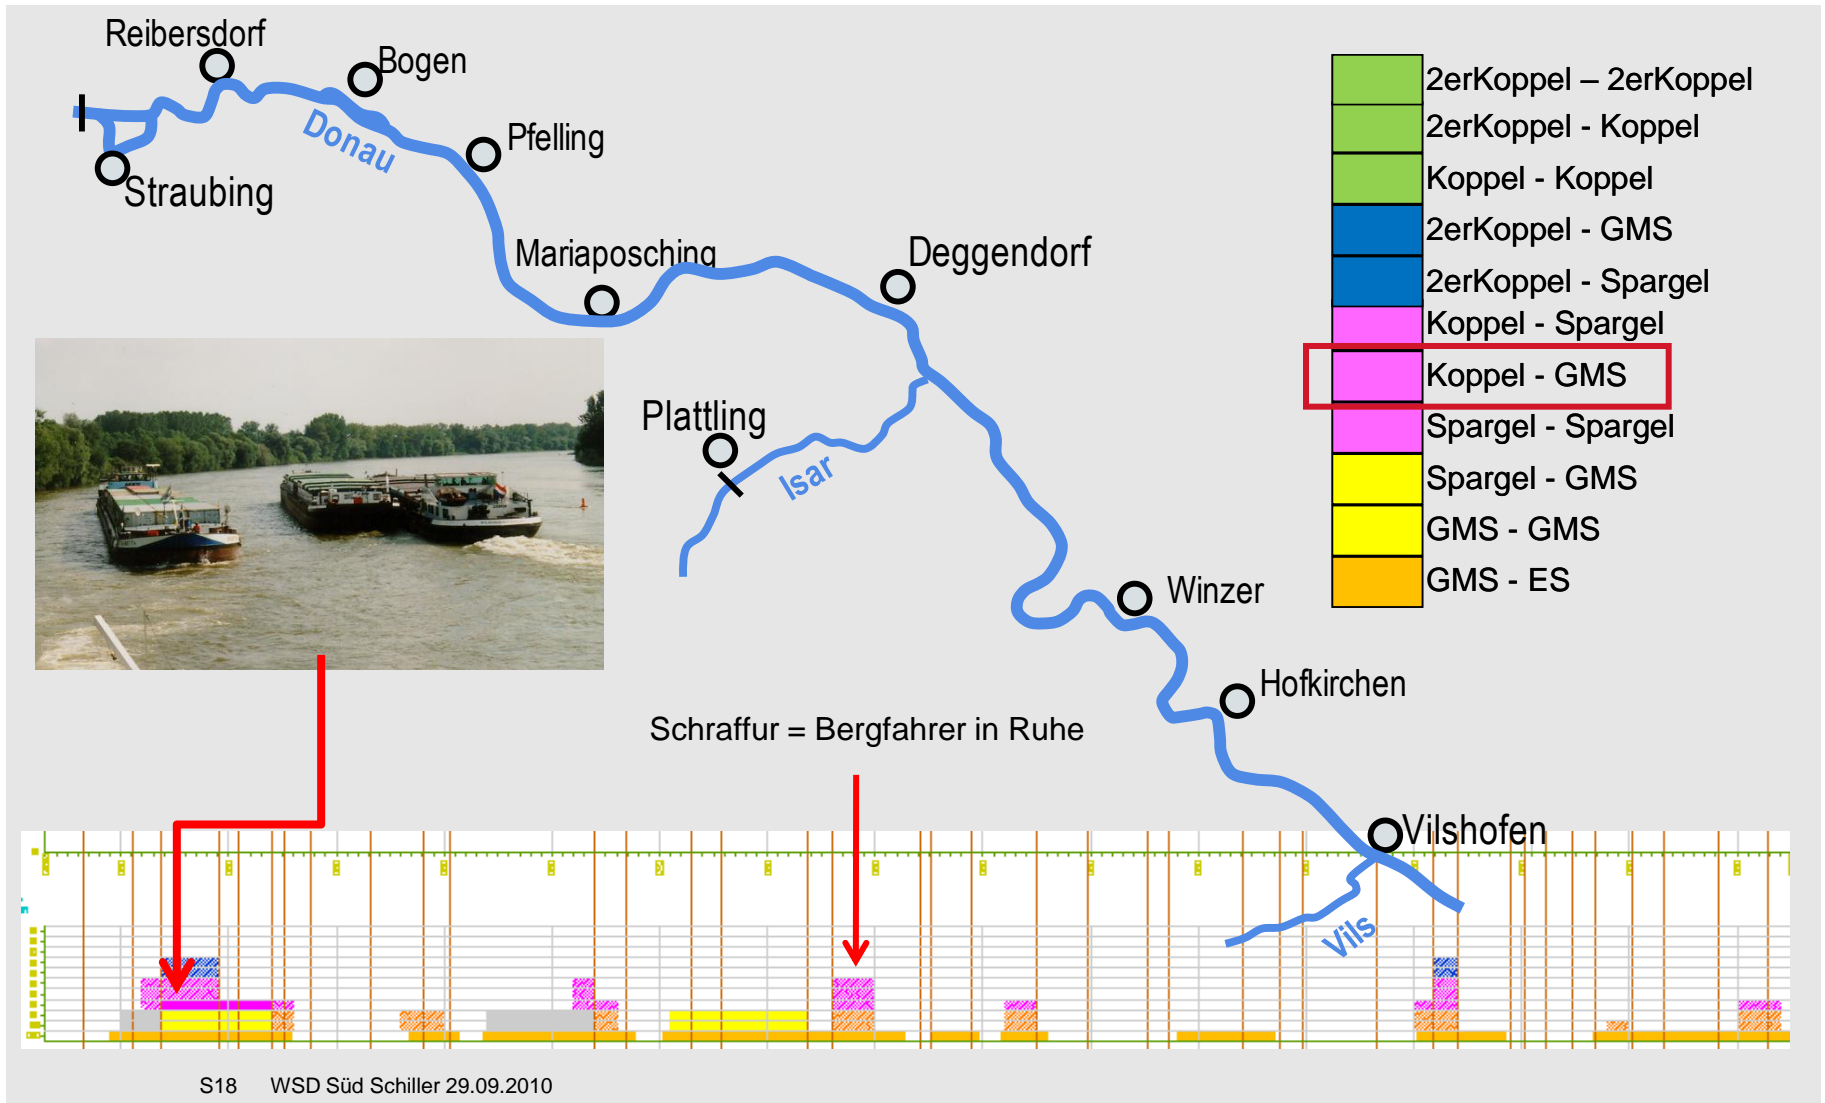 Reibersdorf
Bogen
Donau
Pfelling
Straubing
Mariaposching
Deggendorf
Plattling
Isar
Winzer
Hofkirchen
Schraffur = Bergfahrer in Ruhe
Vilshofen
Vils
2erKoppel – 2erKoppel
2erKoppel - Koppel
Koppel - Koppel
2erKoppel - GMS
2erKoppel - Spargel
Koppel - Spargel
Koppel - GMS
Spargel - Spargel
Spargel - GMS
GMS - GMS
GMS - ES
S18 WSD Süd Schiller 29.09.2010